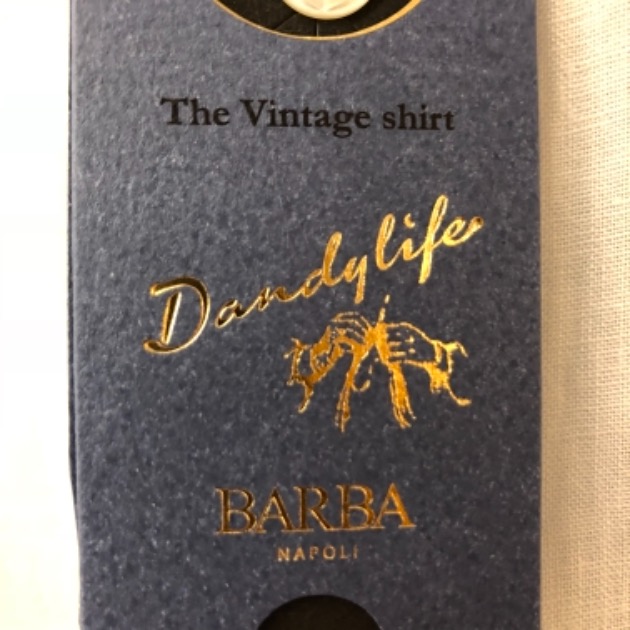 The Vintage shirt
Dandylife
BARBA
NAPOLI